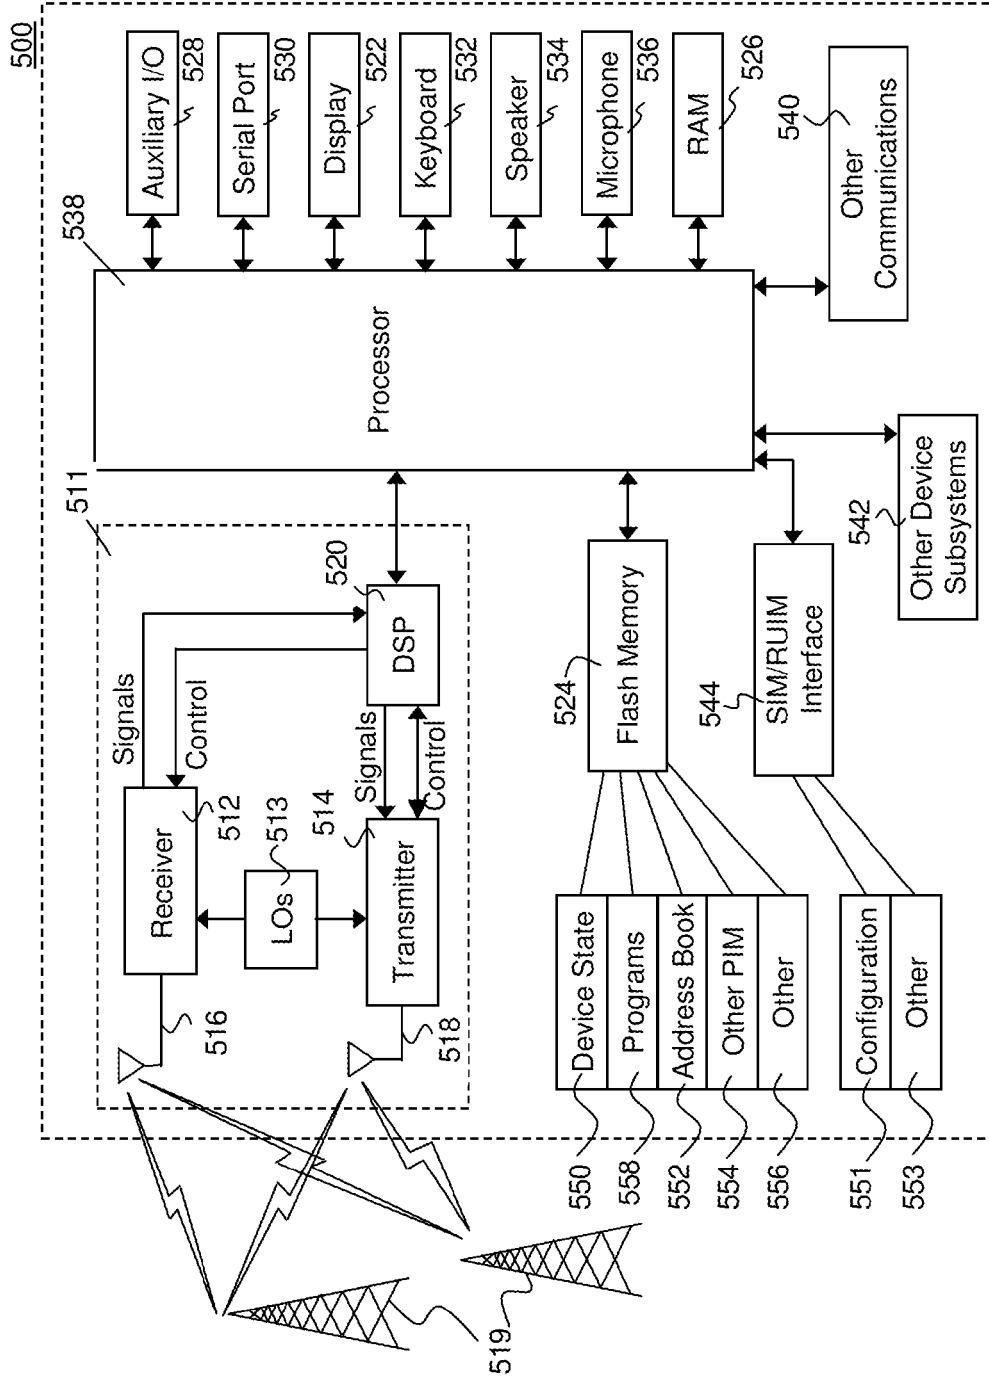 500
511
538
Signals
Control
Receiver
512
516
LOs
513
Transmitter
514
518
Signals
Control
DSP
520
Processor
Auxiliary I/O
528
Serial Port
530
Display
522
Keyboard
532
Speaker
534
Microphone
536
RAM
526
Other
Communications
540
Other Device
Subsystems
542
SIM/RUIM
Interface
544
Flash Memory
524
Device State
Programs
Address Book
Other PIM
Other
550
558
552
554
556
Configuration
Other
551
553
519